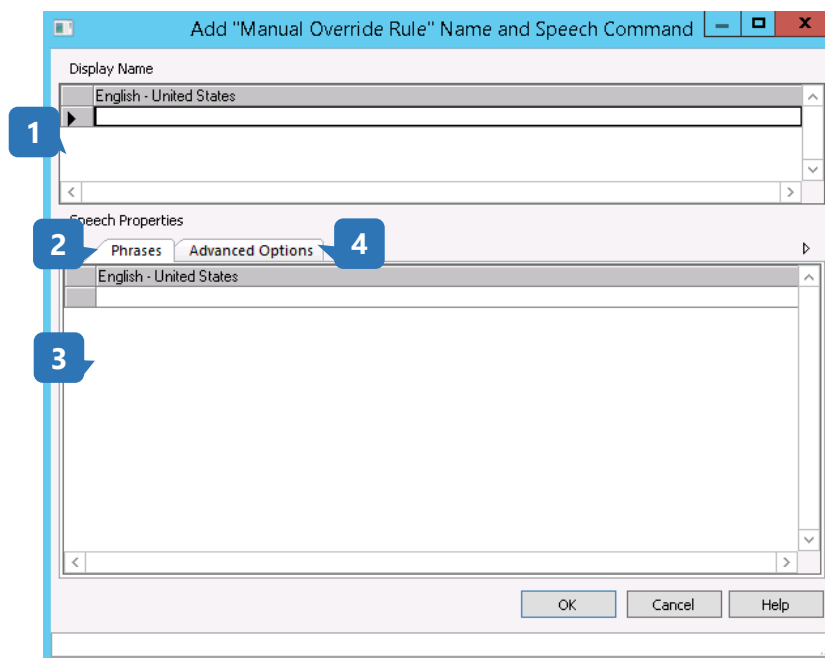 Add "Manual Override Rule" Name and Speech Command
Display Name
English - United States
1
Speech Properties
2
Phrases
Advanced Options
4
English - United States
3
OK
Cancel
Help